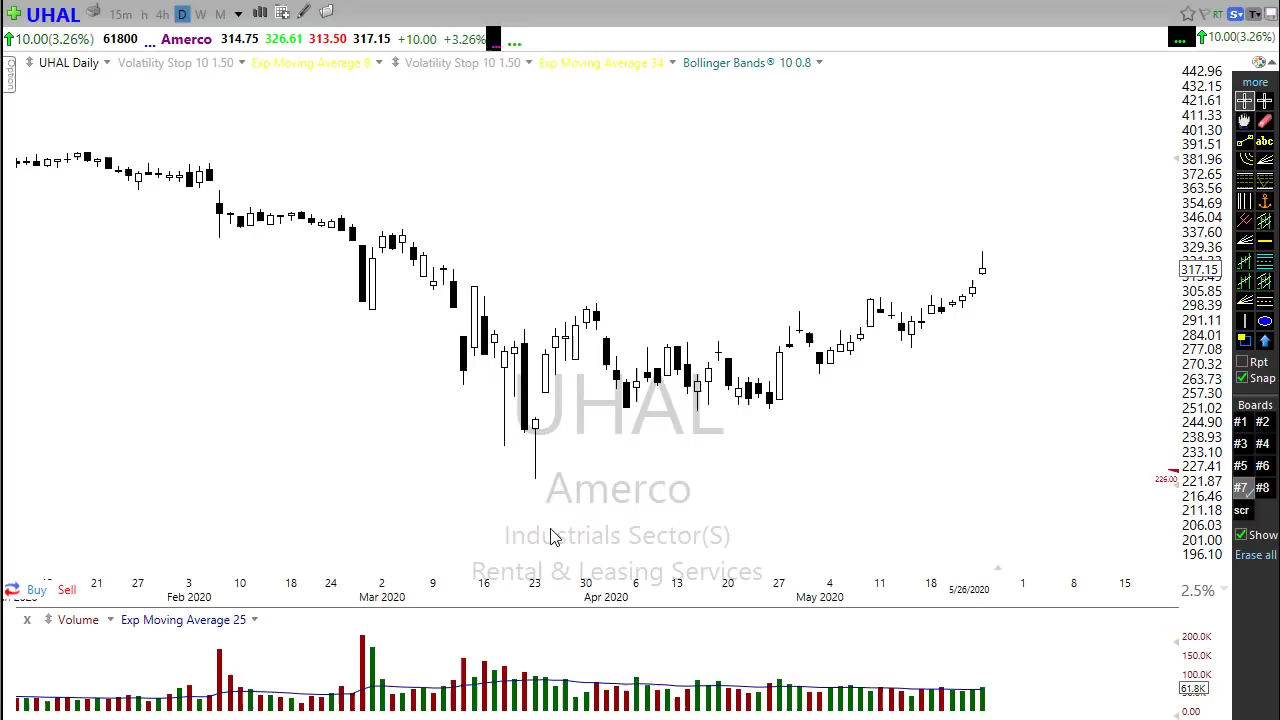 UHAL 15m h 4h D W M RT S T
10.00(3.26%) 61800 ... Amerco 314.75 326.61 313.50 317.15 +10.00 +3.26% ... ... 10.00(3.26%)
Option
UHAL Daily Volatility Stop 10 1.50 Exp Moving Average 8 Volatility Stop 10 1.50 Exp Moving Average 34 Bollinger Bands® 10 0.8
442.96
432.15
421.61
411.33
401.30
391.51
381.96
372.65
363.56
354.69
346.04
337.60
329.36
317.15
305.85
298.39
291.11
284.01
277.08
270.32
263.73
257.30
251.02
244.90
238.93
233.10
227.41
226.00
221.87
216.46
211.18
206.03
201.00
196.10
more
abc
Rpt
Snap
Boards
#1 #2
#3 #4
#5 #6
#7 #8
scr
Show
Erase all
UHAL
Amerco
Industrials Sector(S)
Rental & Leasing Services
21 27 3 10 18 24 2 9 16 23 30 6 13 20 27 4 11 18 5/26/2020 1 8 15
Feb 2020 Mar 2020 Apr 2020 May 2020
Buy Sell
2.5%
x Volume Exp Moving Average 25
200.0K
150.0K
100.0K
61.8K
0.00